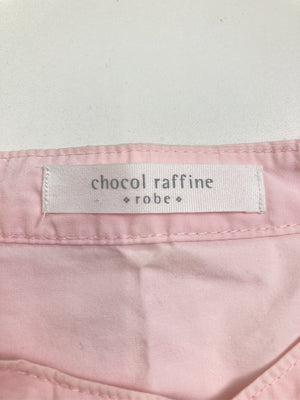 chocol raffine
❖ robe ❖